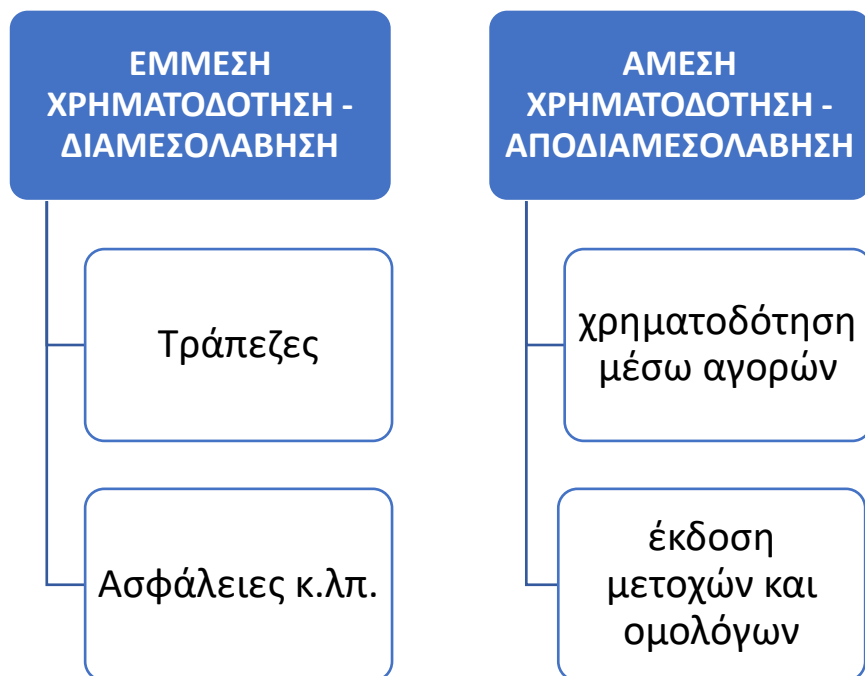 ΕΜΜΕΣΗ
ΧΡΗΜΑΤΟΔΟΤΗΣΗ -
ΔΙΑΜΕΣΟΛΑΒΗΣΗ
Τράπεζες
Ασφάλειες κ.λπ.
ΑΜΕΣΗ
ΧΡΗΜΑΤΟΔΟΤΗΣΗ -
ΑΠΟΔΙΑΜΕΣΟΛΑΒΗΣΗ
χρηματοδότηση
μέσω αγορών
έκδοση
μετοχών και
ομολόγων